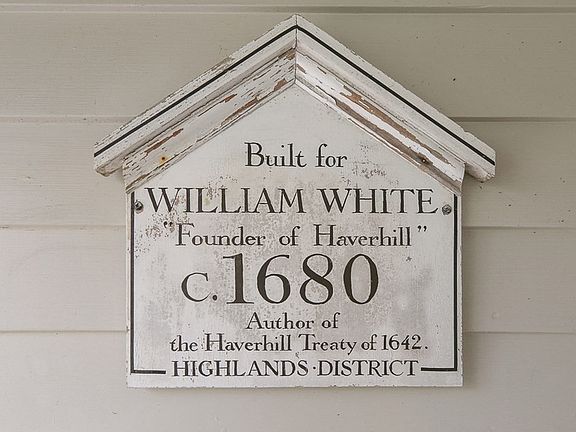 Built for
WILLIAM WHITE
"Founder of Haverhill"
c.1680
Author of
the Haverhill Treaty of 1642.
HIGHLANDS·DISTRICT